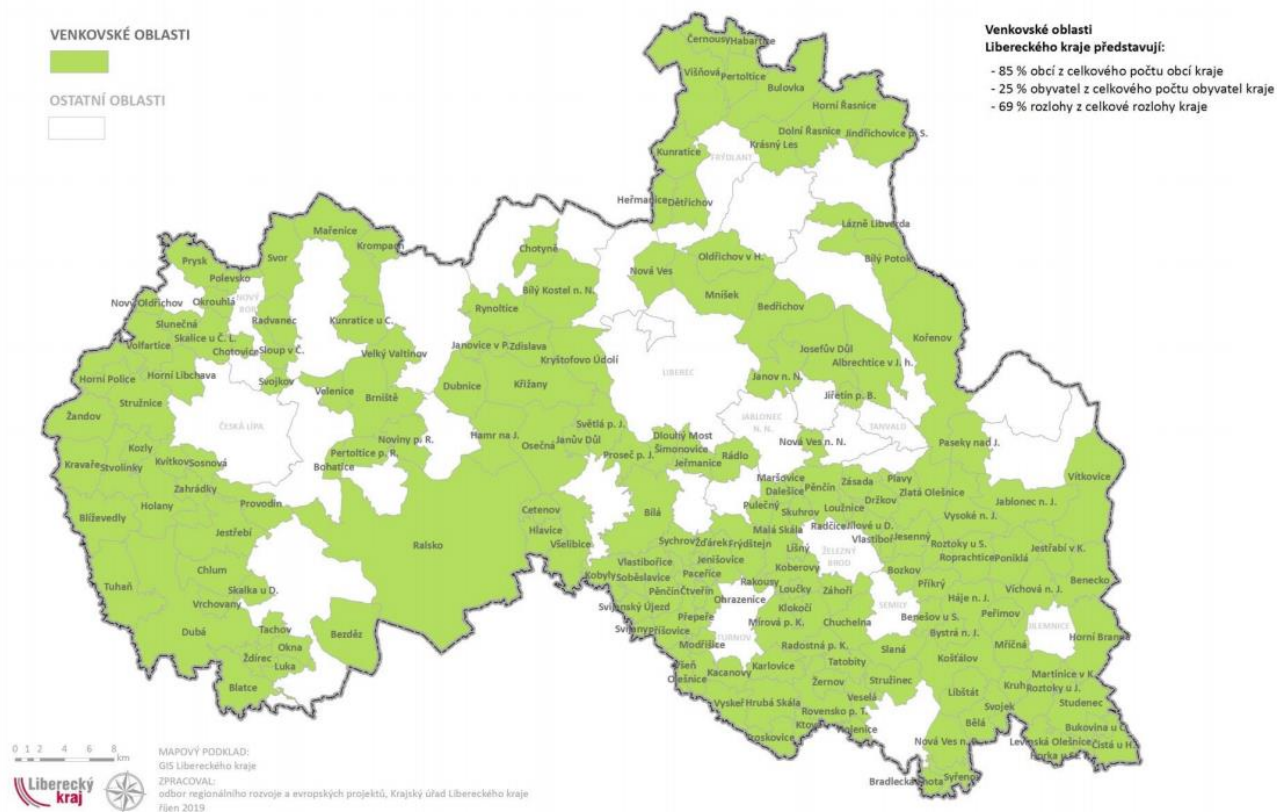 VENKOVSKÉ OBLASTI
OSTATNÍ OBLASTI
Venkovské oblasti
Libereckého kraje představují:
- 85 % obcí z celkového počtu obcí kraje
- 25 % obyvatel z celkového počtu obyvatel kraje
- 69 % rozlohy z celkové rozlohy kraje
Černousy
Habartice
Višňová
Pertoltice
Bulovka
Horní Řasnice
Dolní Řasnice
Jindřichovice p. S.
Krásný Les
Kunratice
FRÝDLANT
Heřmanice
Dětřichov
Lázně Libverda
Bílý Potok
Mařenice
Krompach
Chotyně
Prysk
Svor
Polevsko
Nová Ves
Oldřichov v H.
Mníšek
Bedřichov
Bílý Kostel n. N.
Nový Oldřichov
Okrouhlá
NOVÝ
BOR
Radvanec
Rynoltice
Kunratice u C.
Slunečná
Skalice u Č. L.
Volfartice
Chotovice
Sloup v Č.
Velký Valtinov
Janovice v P.
Zdislava
Kryštofovo Údolí
Kořenov
Josefův Důl
Albrechtice v J. h.
Horní Police
Horní Libchava
Svojkov
Velenice
Brniště
Dubnice
Křižany
LIBEREC
Janov n. N.
Jiřetín p. B.
Stružnice
Žandov
ČESKÁ LÍPA
Noviny p. R.
Hamr na J.
Světlá p. J.
JABLONEC
N. N.
TANVALD
Kozly
Kravaře
Stvolínky
Kvítkov
Sosnová
Bohatice
Pertoltice p. R.
Osečná
Janův Důl
Proseč p. J.
Dlouhý Most
Šimonovice
Jeřmanice
Rádlo
Nová Ves n. N.
Paseky nad J.
Vítkovice
Zahrádky
Holany
Provodín
Blíževedly
Jestřebí
Cetenov
Hlavice
Všelibice
Bílá
Maršovice
Dalešice
Pěnčín
Zásada
Plavy
Pulečný
Skuhrov
Loužnice
Držkov
Zlatá Olešnice
Jablonec n. J.
Vysoké n. J.
Ralsko
Malá Skála
Radčice
Jílové u D.
Vlastiboř
Jesenný
Roztoky u S.
Roprachtice
Poniklá
Jestřabí v K.
Sychrov
Žďárek
Frýdštejn
Líšný
ŽELEZNÝ
BROD
Vlastibořice
Jenišovice
Koberovy
Bozkov
Chlum
Tuhaň
Skalka u D.
Vrchovany
Kobyly
Soběslavice
Paceřice
Pěnčín
Čtveřín
Rakousy
Loučky
Záhoří
Příkrý
Benecko
Ohrazenice
Háje n. J.
Víchová n. J.
Svijanský Újezd
Přepeře
Klokočí
SEMILY
Benešov u S.
Peřimov
Mírová p. K.
Chuchelna
JILEMNICE
Svijany
Příšovice
Modřišice
TURNOV
Bystrá n. J.
Mříčná
Horní Branná
Dubá
Tachov
Okna
Bezděz
Ždírec
Luka
Blatce
Radostná p. K.
Slaná
Košťálov
Všeň
Olešnice
Kacanovy
Karlovice
Tatobity
Martinice v K.
Žernov
Stružinec
Libštát
Kruh
Roztoky u J.
Vyskeř
Hrubá Skála
Veselá
Svojek
Studenec
Rovensko p. T.
Bělá
Bukovina u Č.
Ktová
Holenice
Troskovice
Nová Ves n. P.
Levínská Olešnice
Čistá u H.
Horka u S.
Bradlecká Lhota
Syřenov
0 1 2 4 6 8
km
MAPOVÝ PODKLAD:
GIS Libereckého kraje
ZPRACOVAL:
odbor regionálního rozvoje a evropských projektů, Krajský úřad Libereckého kraje
říjen 2019
Liberecký
kraj